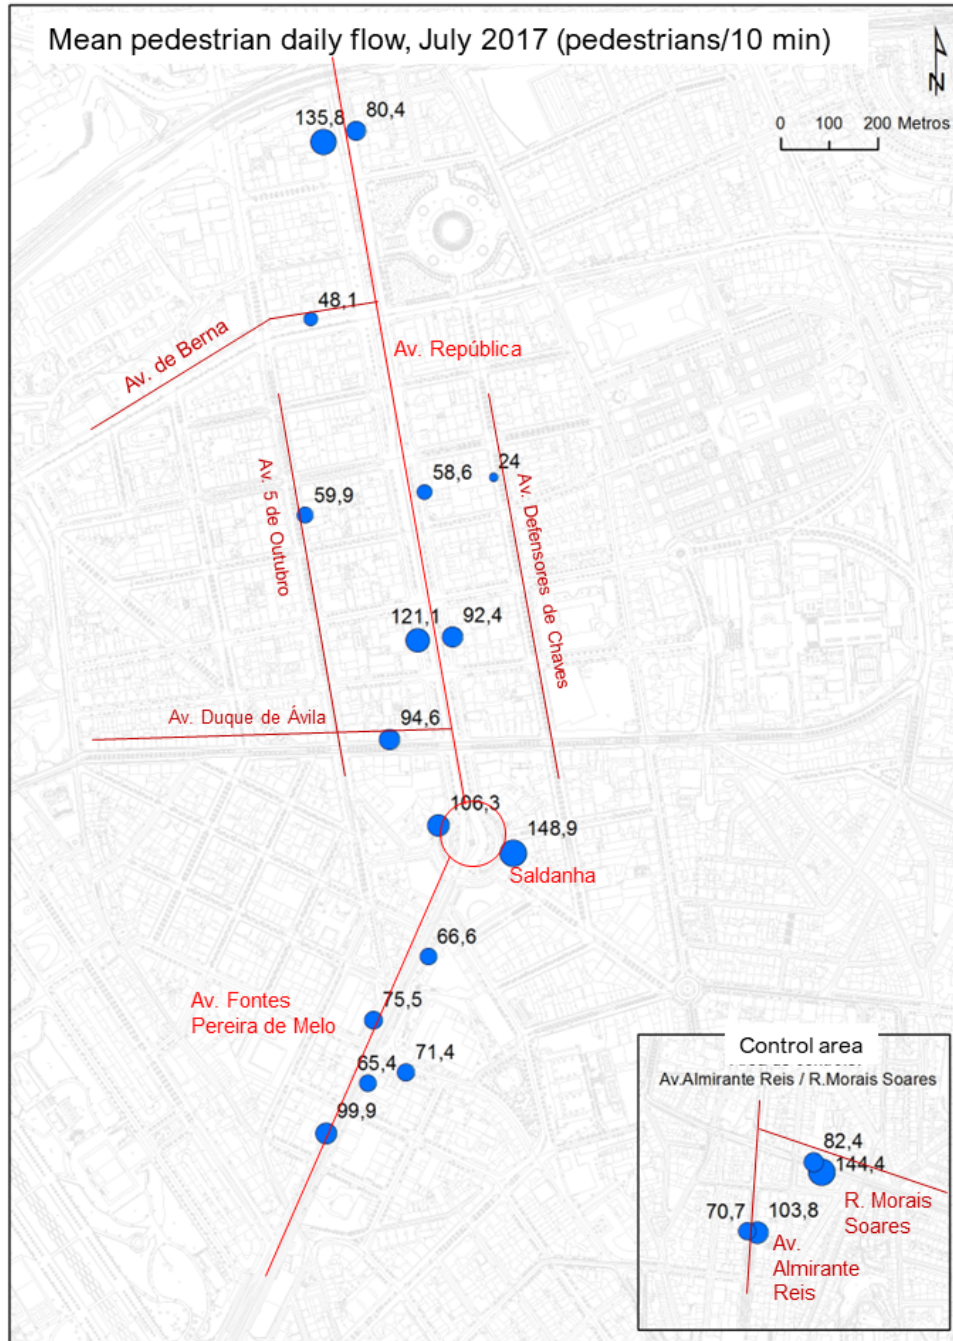 Mean pedestrian daily flow, July 2017 (pedestrians/10 min)
N
0 100 200 Metros
135,8
80,4
48,1
Av. de Berna
Av. República
Av. 5 de Outubro
59,9
58,6
24
Av. Defensores de Chaves
121,1
92,4
Av. Duque de Ávila
94,6
106,3
148,9
Saldanha
66,6
Av. Fontes
Pereira de Melo
75,5
65,4
71,4
99,9
Control area
Av.Almirante Reis / R.Morais Soares
82,4
144,4
R. Morais
Soares
70,7
103,8
Av.
Almirante
Reis